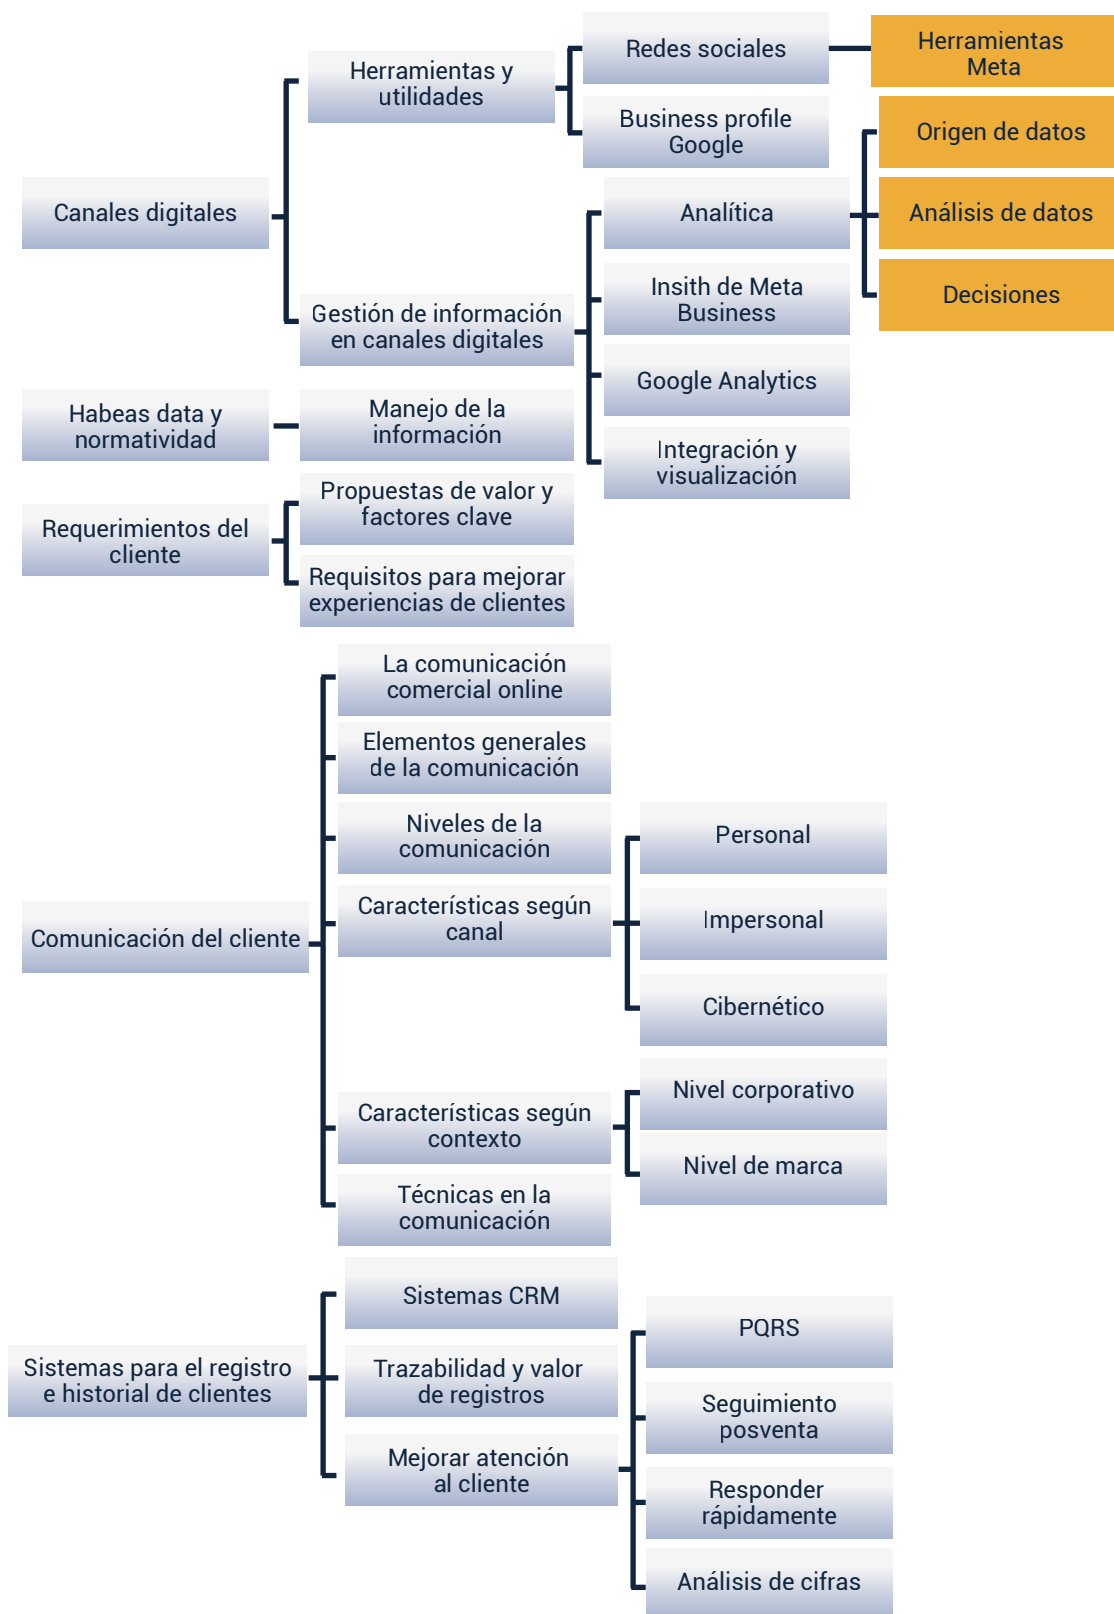 Redes sociales
Herramientas
Meta
Herramientas y
utilidades
Business profile
Google
Origen de datos
Canales digitales
Analítica
Análisis de datos
Insith de Meta
Business
Decisiones
Gestión de información
en canales digitales
Google Analytics
Habeas data y
normatividad
Manejo de la
información
Integración y
visualización
Propuestas de valor y
factores clave
Requerimientos del
cliente
Requisitos para mejorar
experiencias de clientes
La comunicación
comercial online
Elementos generales
de la comunicación
Niveles de la
comunicación
Personal
Características según
canal
Impersonal
Comunicación del cliente
Cibernético
Nivel corporativo
Característícas según
contexto
Nivel de marca
Técnicas en la
comunicación
Sistemas CRM
PQRS
Sistemas para el registro
e historial de clientes
Trazabilidad y valor
de registros
Seguimiento
posventa
Mejorar atención
al cliente
Responder
rápidamente
Análisis de cifras